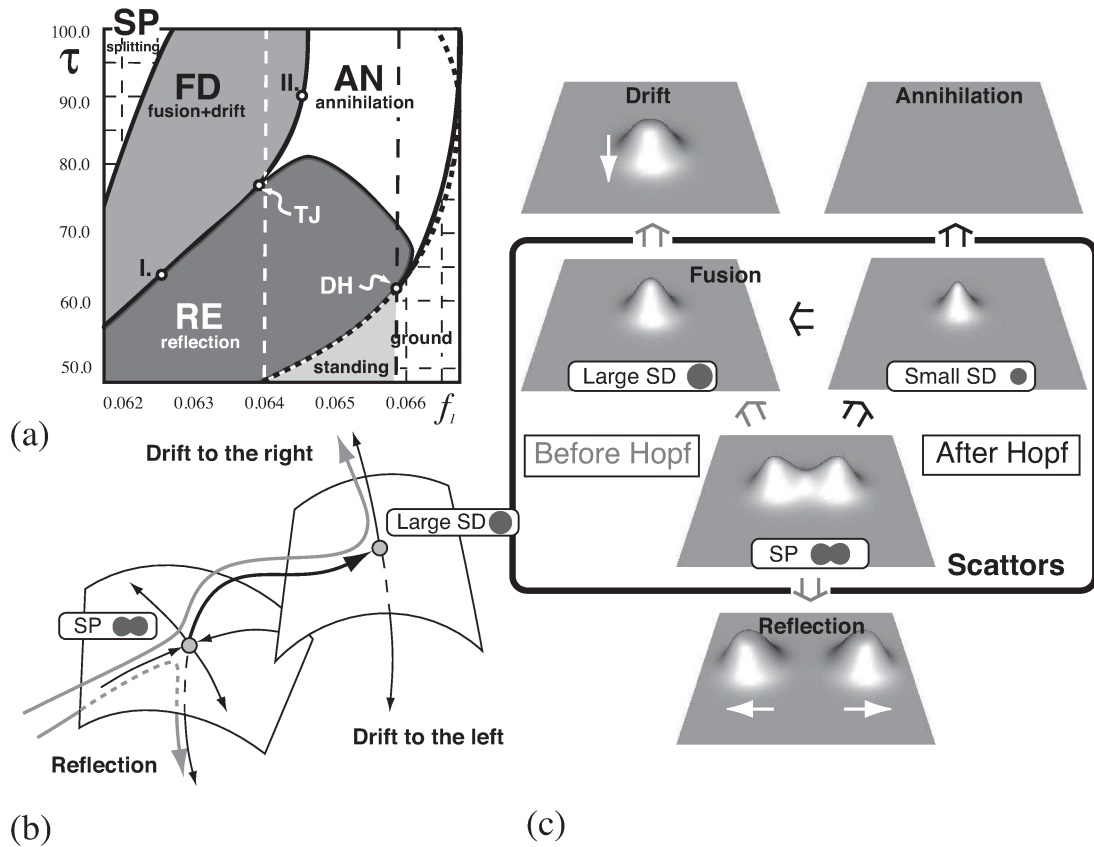 SP
splitting
100.0
τ
90.0
80.0
70.0
60.0
50.0
FD
fusion+drift
II.
AN
annihilation
TJ
I.
DH
RE
reflection
ground
standing
0.062 0.063 0.064 0.065 0.066 f1
(a)
Drift to the right
Large SD
SP
Drift to the left
Reflection
(b)
Drift
Annihilation
Fusion
Large SD
Small SD
Before Hopf
After Hopf
SP
Scattors
Reflection
(c)